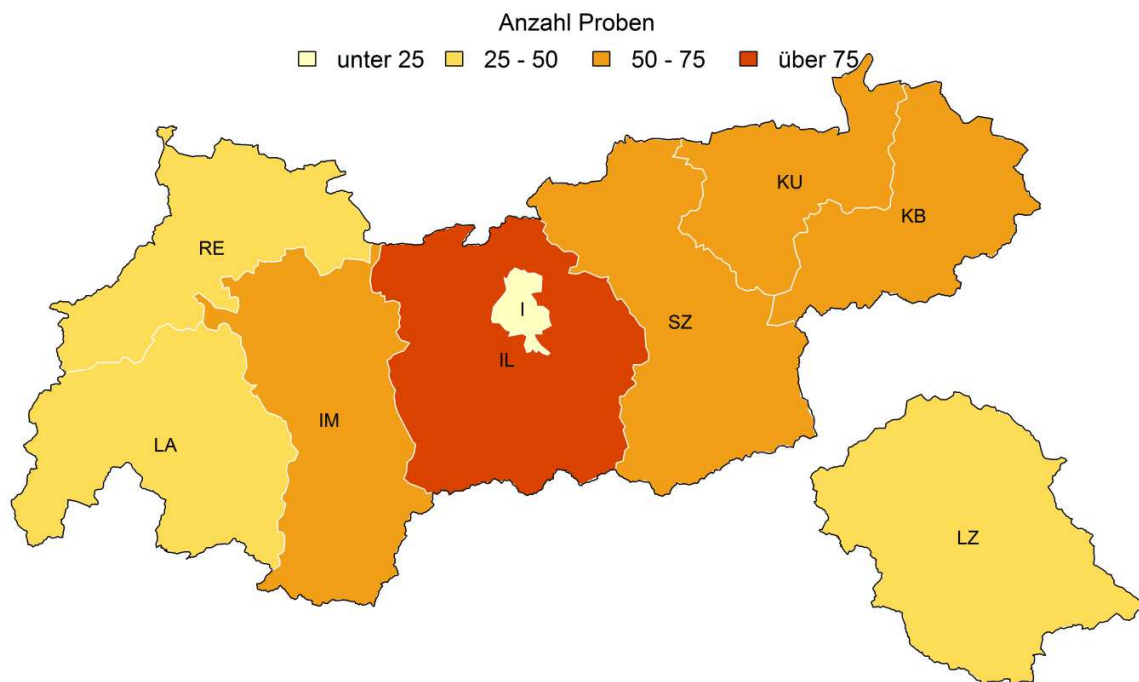 Anzahl Proben
unter 25 25 - 50 50 - 75 über 75
KU
KB
RE
I
SZ
IL
IM
LA
LZ